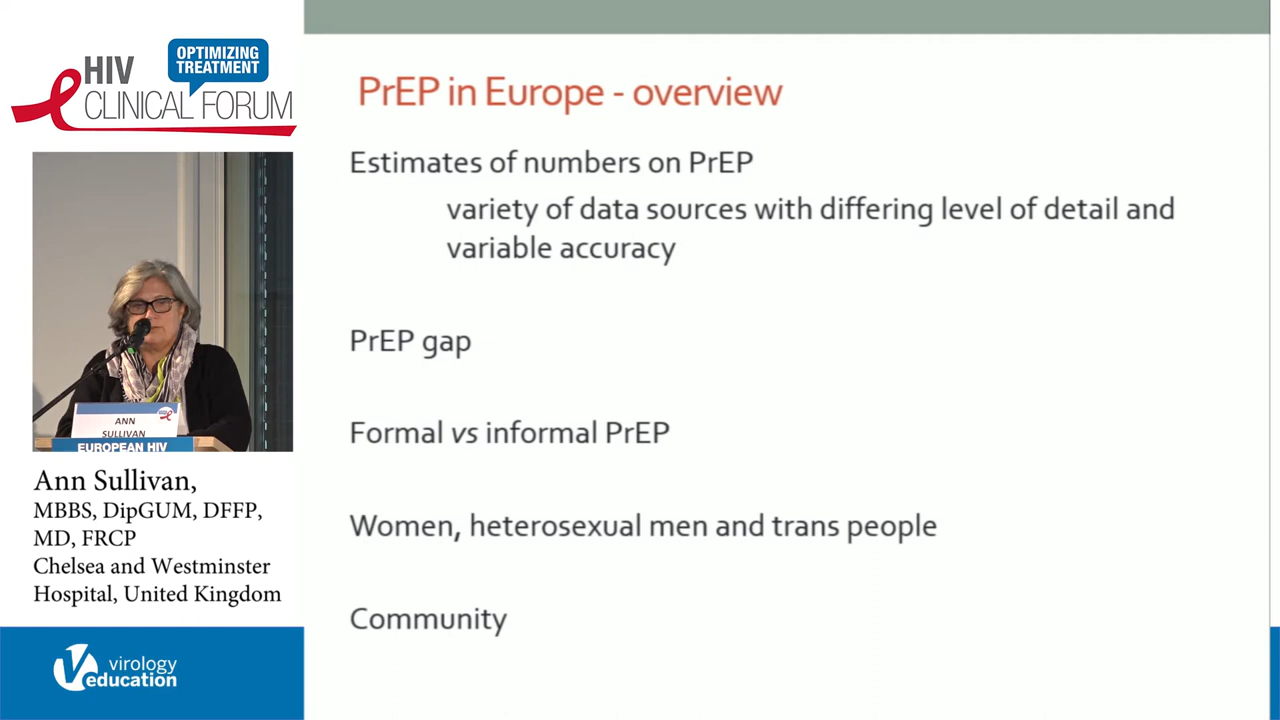 OPTIMIZING
TREATMENT
HIV
CLINICAL FORUM
PrEP in Europe - overview
Estimates of numbers on PrEP
variety of data sources with differing level of detail and
variable accuracy
PrEP gap
Formal vs informal PrEP
Women, heterosexual men and trans people
Community
ANN
SULLIVAN
EUROPEAN HIV
Ann Sullivan,
MBBS, DipGUM, DFFP,
MD, FRCP
Chelsea and Westminster
Hospital, United Kingdom
virology
education